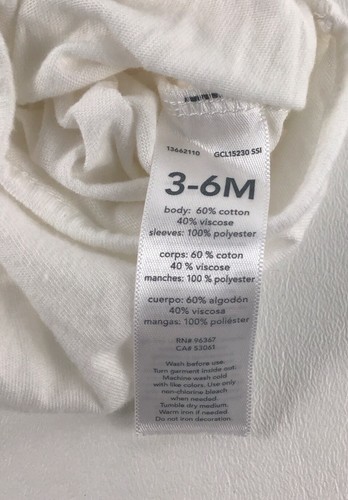 13662110 GCL15230 SSI
3-6M
body: 60% cotton
40% viscose
sleeves: 100% polyester
corps: 60 % coton
40 % viscose
manches: 100 % polyester
cuerpo: 60% algodón
40% viscosa
mangas: 100% poliéster
RN# 96367
CA# 53061
Wash before use.
Turn garment inside out.
Machine wash cold
with like colors. Use only
non-chlorine bleach
when needed.
Tumble dry medium.
Warm iron if needed.
Do not iron decoration.